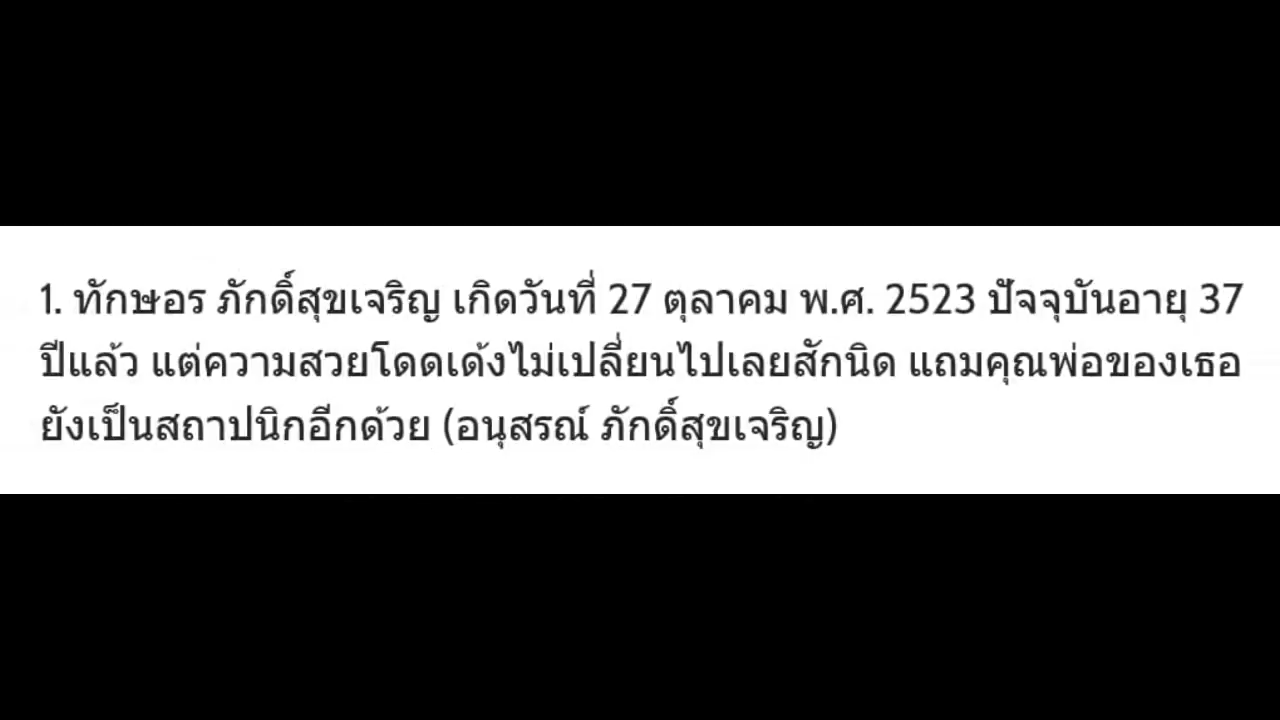 1. ทักษอร ภักดิ์สุขเจริญ เกิดวันที่ 27 ตุลาคม พ.ศ. 2523 ปัจจุบันอายุ 37
ปีแล้ว แต่ความสวยโดดเด้งไม่เปลี่ยนไปเลยสักนิด แถมคุณพ่อของเธอ
ยังเป็นสถาปนิกอีกด้วย (อนุสรณ์ ภักดิ์สุขเจริญ)